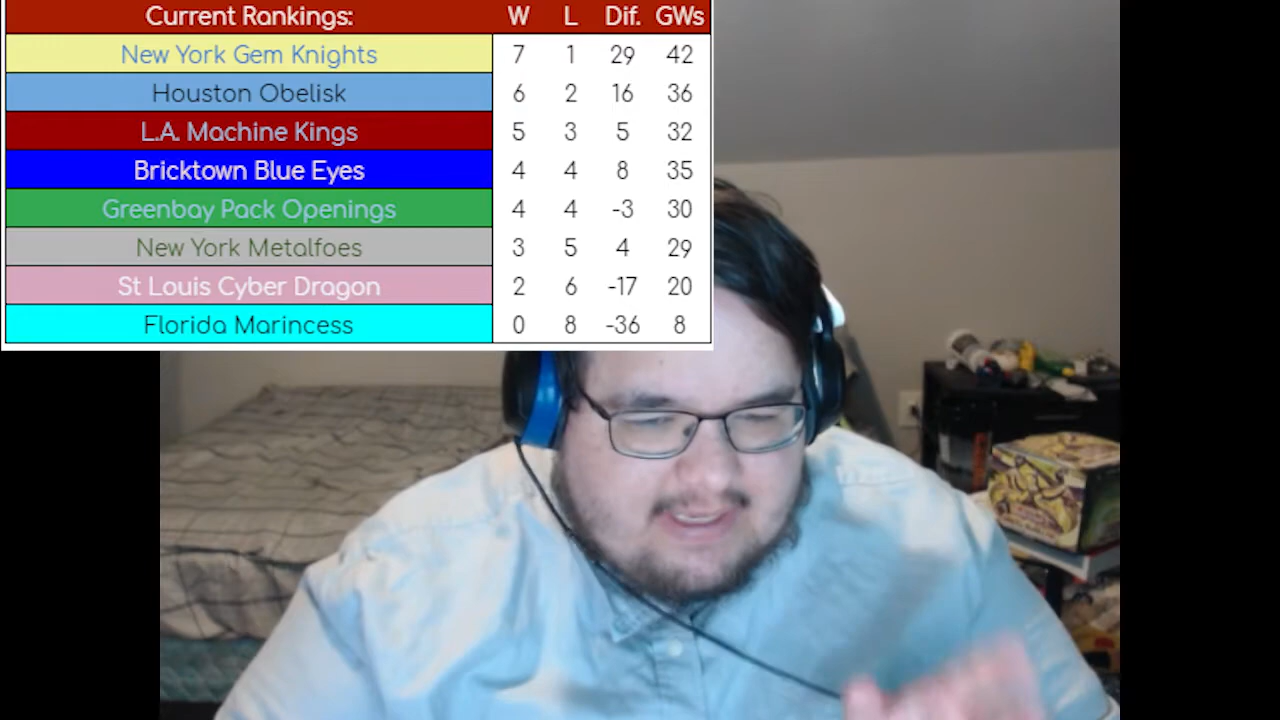 Current Rankings: W L Dif. GWs
New York Gem Knights 7 1 29 42
Houston Obelisk 6 2 16 36
L.A. Machine Kings 5 3 5 32
Bricktown Blue Eyes 4 4 8 35
Greenbay Pack Openings 4 4 -3 30
New York Metalfoes 3 5 4 29
St Louis Cyber Dragon 2 6 -17 20
Florida Marincess 0 8 -36 8